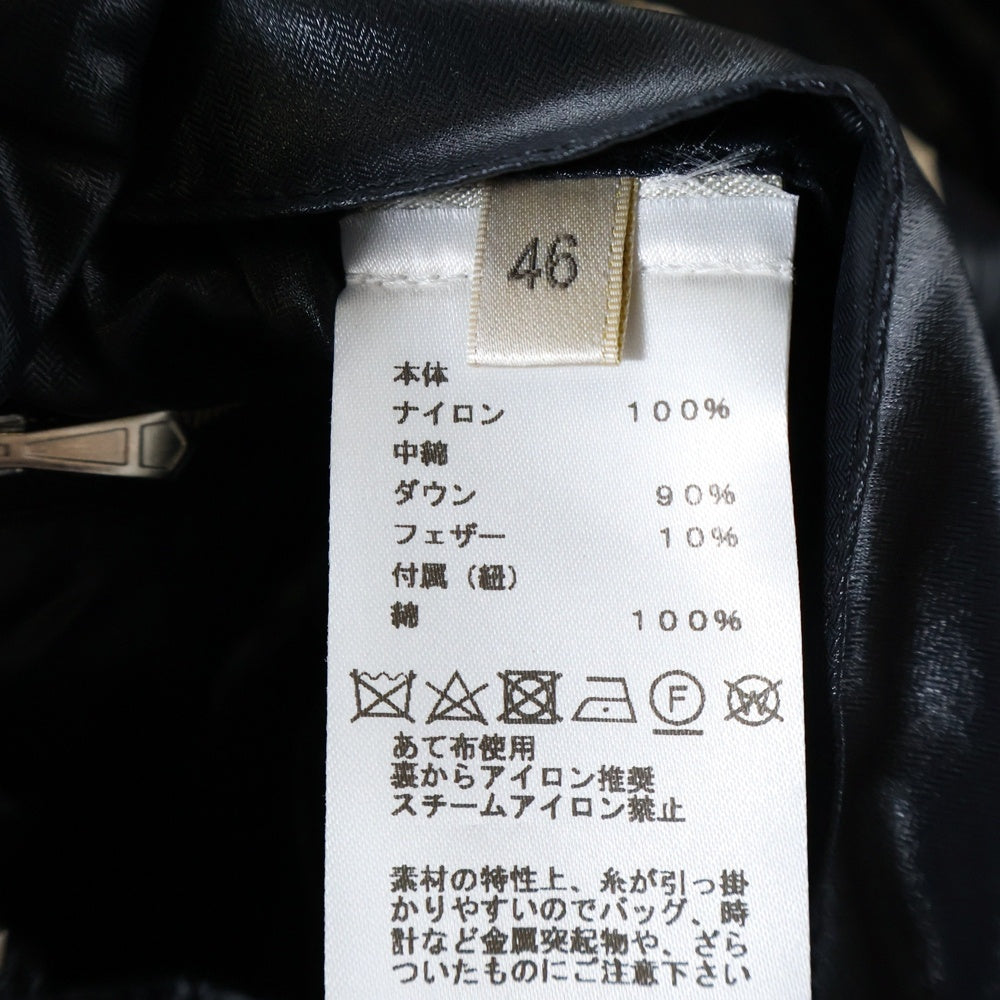 46
本体
ナイロン 100%
中綿
ダウン 90%
フェザー 10%
付属(紐)
綿 100%
F W
あて布使用
裏からアイロン推奨
スチームアイロン禁止
素材の特性上、糸が引っ掛
かりやすいのでバッグ、時
計など金属突起物や、ざら
ついたものにご注意下さい